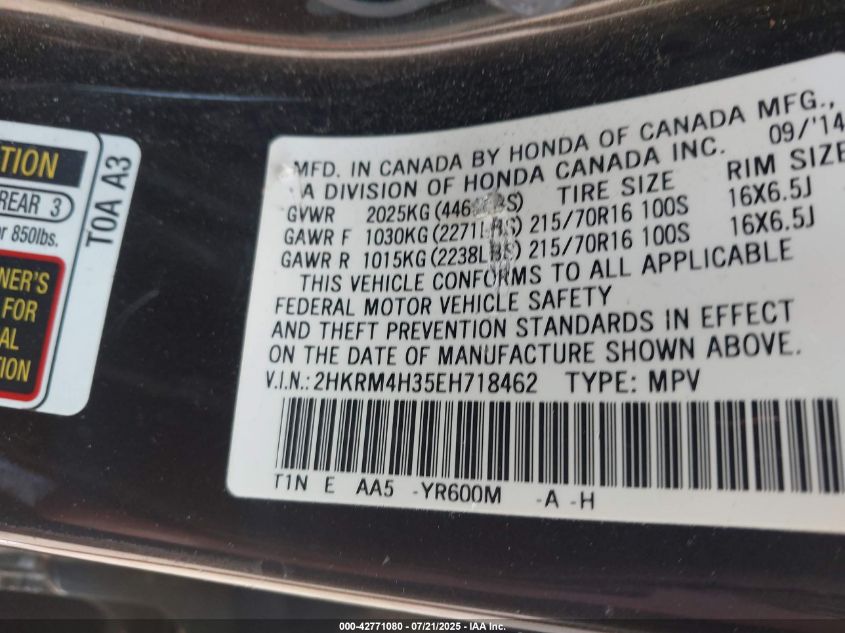 TION
REAR 3
or 850lbs.
NER'S
FOR
AL
TION
TOA A3
MFD. IN CANADA BY HONDA OF CANADA MFG.,
A DIVISION OF HONDA CANADA INC. 09/'14
GVWR 2025KG TIRE SIZE RIM SIZE
GAWR F 1030KG (2271LBS) 215/70R16 100S 16X6.5J
GAWR R 1015KG (2238LBS) 215/70R16 100S 16X6.5J
THIS VEHICLE CONFORMS TO ALL APPLICABLE
FEDERAL MOTOR VEHICLE SAFETY
AND THEFT PREVENTION STANDARDS IN EFFECT
ON THE DATE OF MANUFACTURE SHOWN ABOVE.
V.I.N.: 2HKRM4H35EH718462 TYPE: MPV
T1N E AA5 -YR600M -A -H
000-42771080 - 07/21/2025 - IAA Inc.